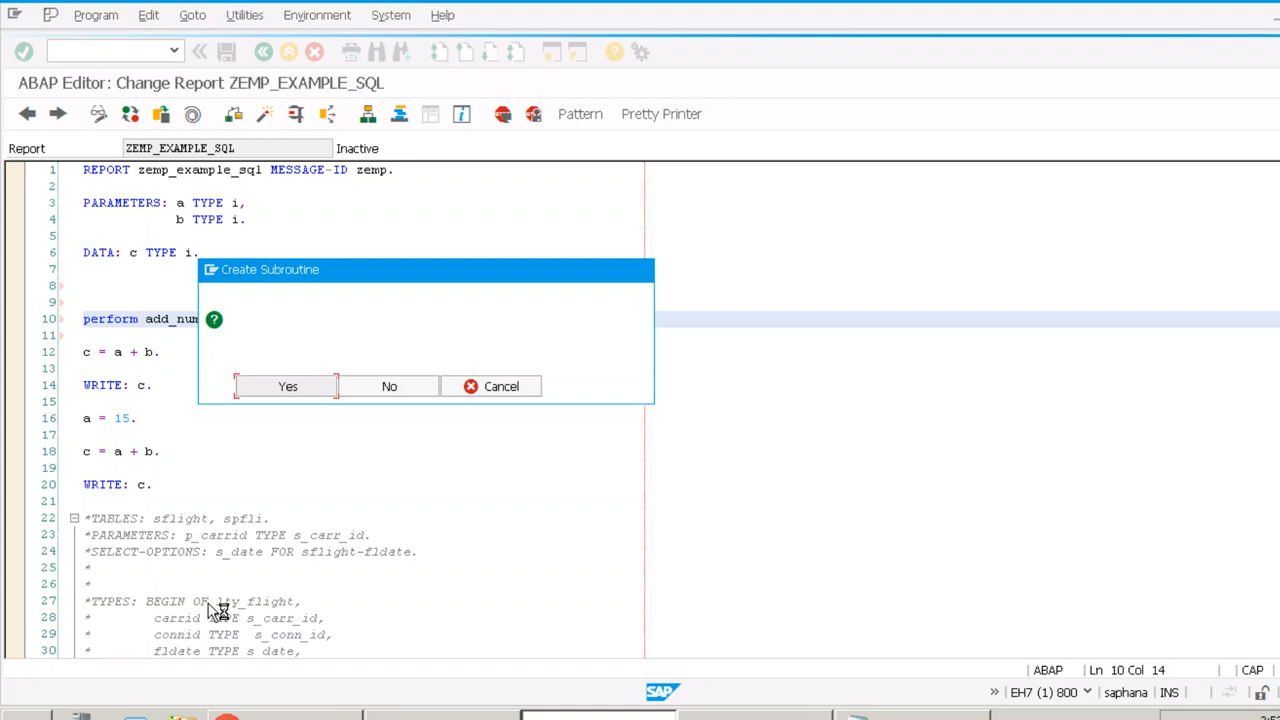 Program Edit Goto Utilities Environment System Help
ABAP Editor: Change Report ZEMP_EXAMPLE_SQL
Pattern Pretty Printer
Report ZEMP_EXAMPLE_SQL Inactive
1 REPORT zemp_example_sql MESSAGE-ID zemp.
2
3 PARAMETERS: a TYPE i,
4 b TYPE i.
5
6 DATA: c TYPE i.
7
Create Subroutine
8
9
10 perform add_num
?
11
12 c = a + b.
13
14 WRITE: c.
Yes No Cancel
15
16 a = 15.
17
18 c = a + b.
19
20 WRITE: c.
21
22 *TABLES: sflight, spfli.
23 *PARAMETERS: p_carrid TYPE s_carr_id.
24 *SELECT-OPTIONS: s_date FOR sflight-fldate.
25 *
26 *
27 *TYPES: BEGIN OF lty_flight,
28 * carrid TYPE s_carr_id,
29 * connid TYPE s_conn_id,
30 * fldate TYPE s_date,
ABAP Ln 10 Col 14 CAP
SAP » EH7 (1) 800 saphana INS